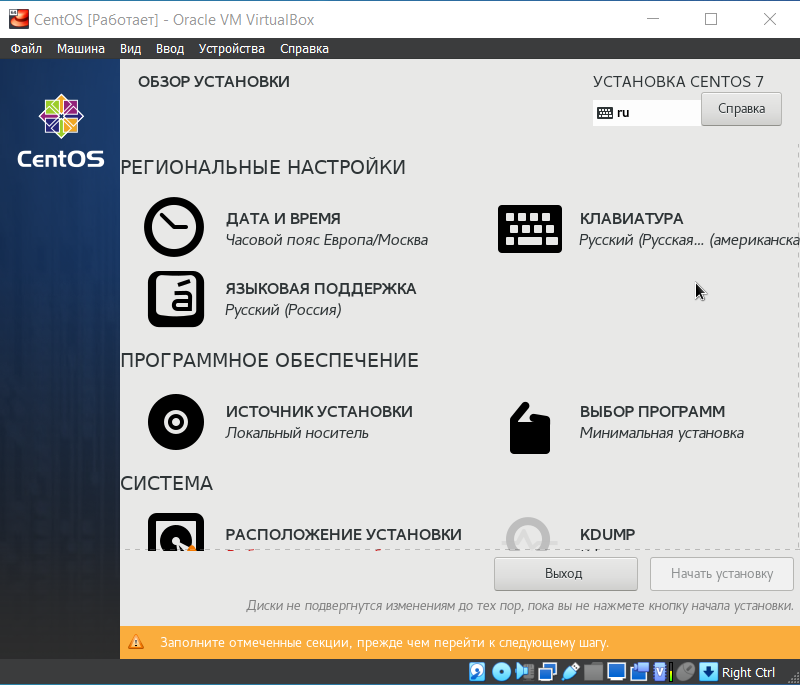 CentOS [Работает] - Oracle VM VirtualBox
Файл Машина Вид Ввод Устройства Справка
ОБЗОР УСТАНОВКИ
УСТАНОВКА CENTOS 7
ru
Справка
CentOS
РЕГИОНАЛЬНЫЕ НАСТРОЙКИ
ДАТА И ВРЕМЯ
Часовой пояс Европа/Москва
КЛАВИАТУРА
Русский (Русская... (американска
ЯЗЫКОВАЯ ПОДДЕРЖКА
Русский (Россия)
ПРОГРАММНОЕ ОБЕСПЕЧЕНИЕ
ИСТОЧНИК УСТАНОВКИ
Локальный носитель
ВЫБОР ПРОГРАММ
Минимальная установка
СИСТЕМА
РАСПОЛОЖЕНИЕ УСТАНОВКИ
KDUMP
Выход
Начать установку
Диски не подвергнутся изменениям до тех пор, пока вы не нажмете кнопку начала установки.
Заполните отмеченные секции, прежде чем перейти к следующему шагу.
Right Ctrl